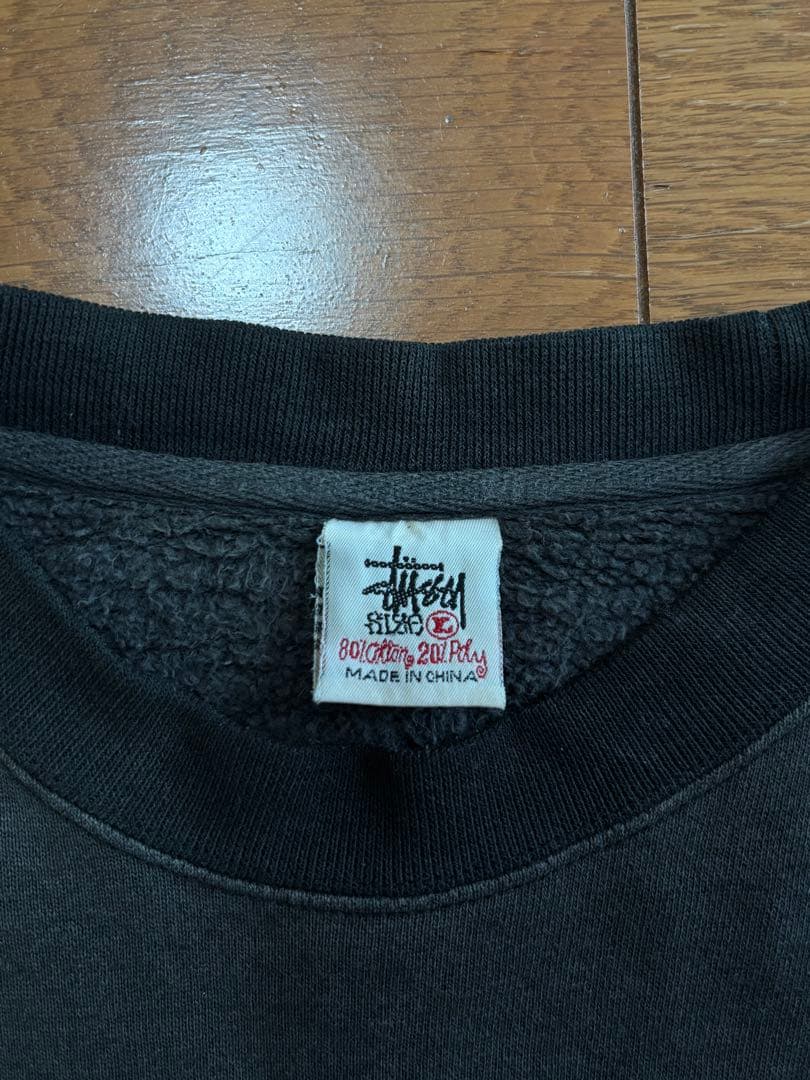 Stüssy
SIZE L
80% Cotton 20% Poly
MADE IN CHINA